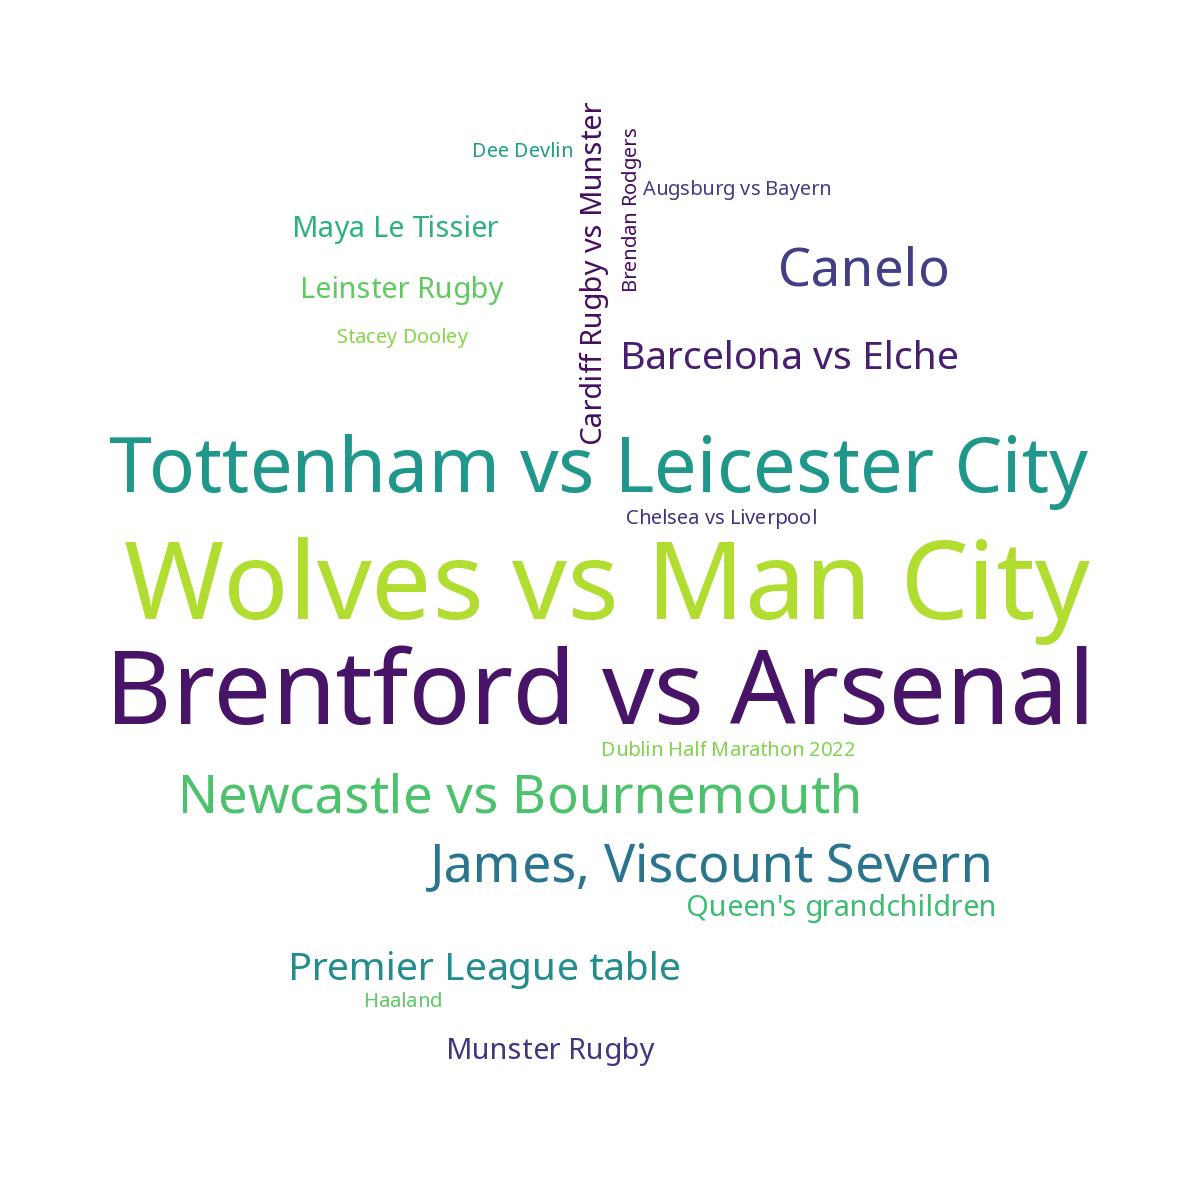 Dee Devlin
Cardiff Rugby vs Munster
Brendan Rodgers
Augsburg vs Bayern
Maya Le Tissier
Canelo
Leinster Rugby
Stacey Dooley
Barcelona vs Elche
Tottenham vs Leicester City
Chelsea vs Liverpool
Wolves vs Man City
Brentford vs Arsenal
Dublin Half Marathon 2022
Newcastle vs Bournemouth
James, Viscount Severn
Queen's grandchildren
Premier League table
Haaland
Munster Rugby